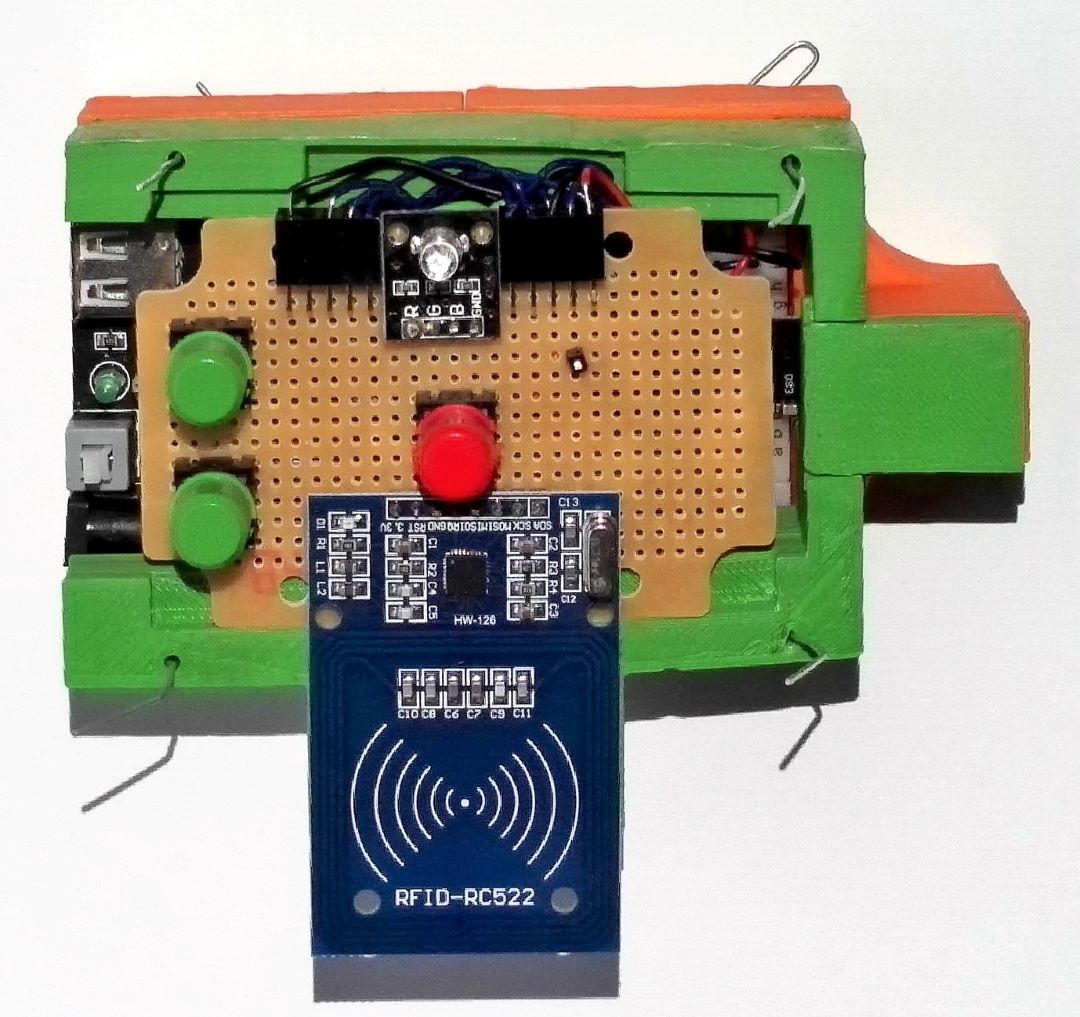 R G B GND
g h
a b
C13
SDA SCK MOSI MISO IRQ GND RST 3.3V
D1
R1
L1
L2
C1
R2
C4
C5
C2
R3
R4
C3
C12
HW-126
C10 C8 C6 C7 C9 C11
RFID-RC522